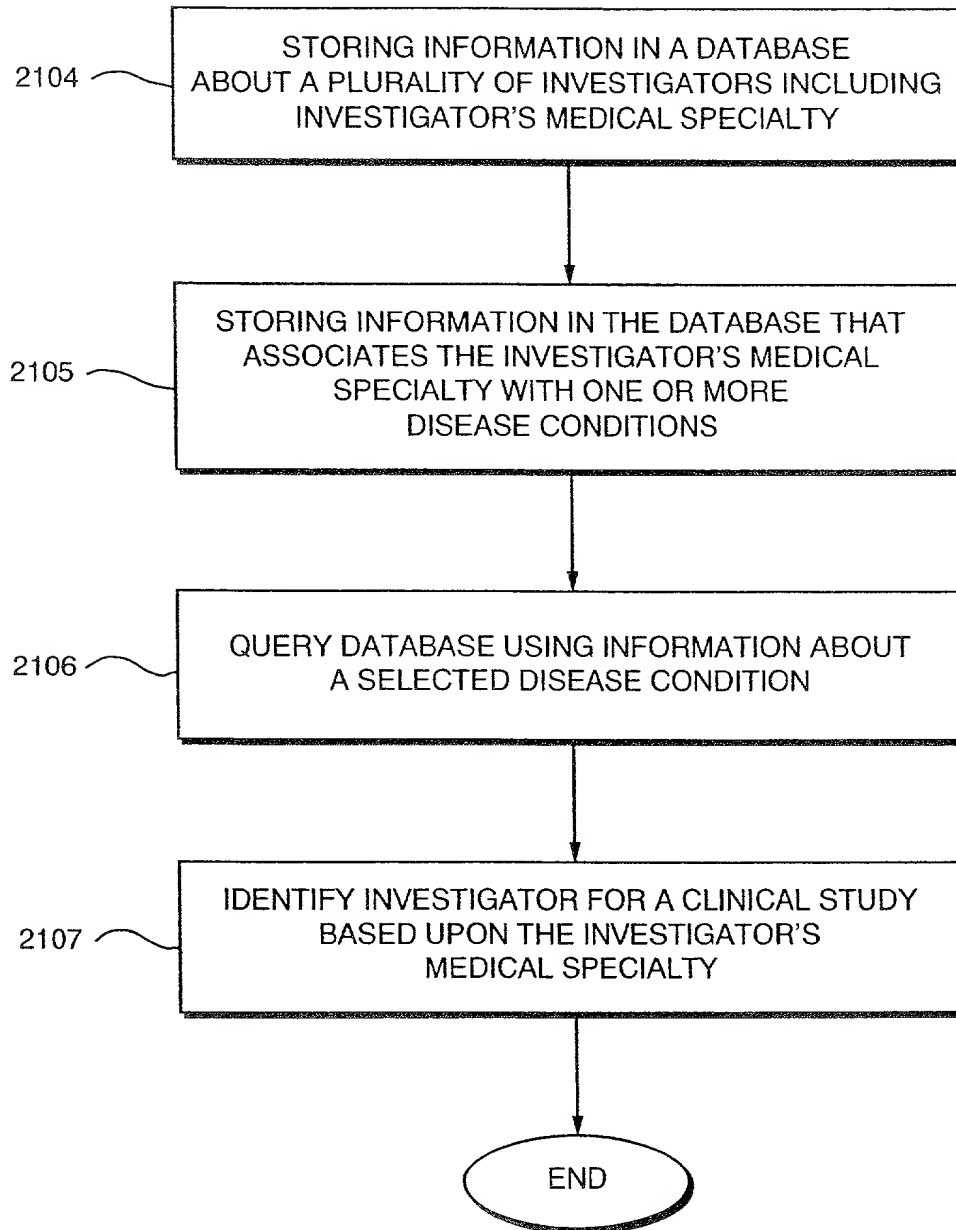 2104
STORING INFORMATION IN A DATABASE
ABOUT A PLURALITY OF INVESTIGATORS INCLUDING
INVESTIGATOR'S MEDICAL SPECIALTY
2105
STORING INFORMATION IN THE DATABASE THAT
ASSOCIATES THE INVESTIGATOR'S MEDICAL
SPECIALTY WITH ONE OR MORE
DISEASE CONDITIONS
2106
QUERY DATABASE USING INFORMATION ABOUT
A SELECTED DISEASE CONDITION
2107
IDENTIFY INVESTIGATOR FOR A CLINICAL STUDY
BASED UPON THE INVESTIGATOR'S
MEDICAL SPECIALTY
END